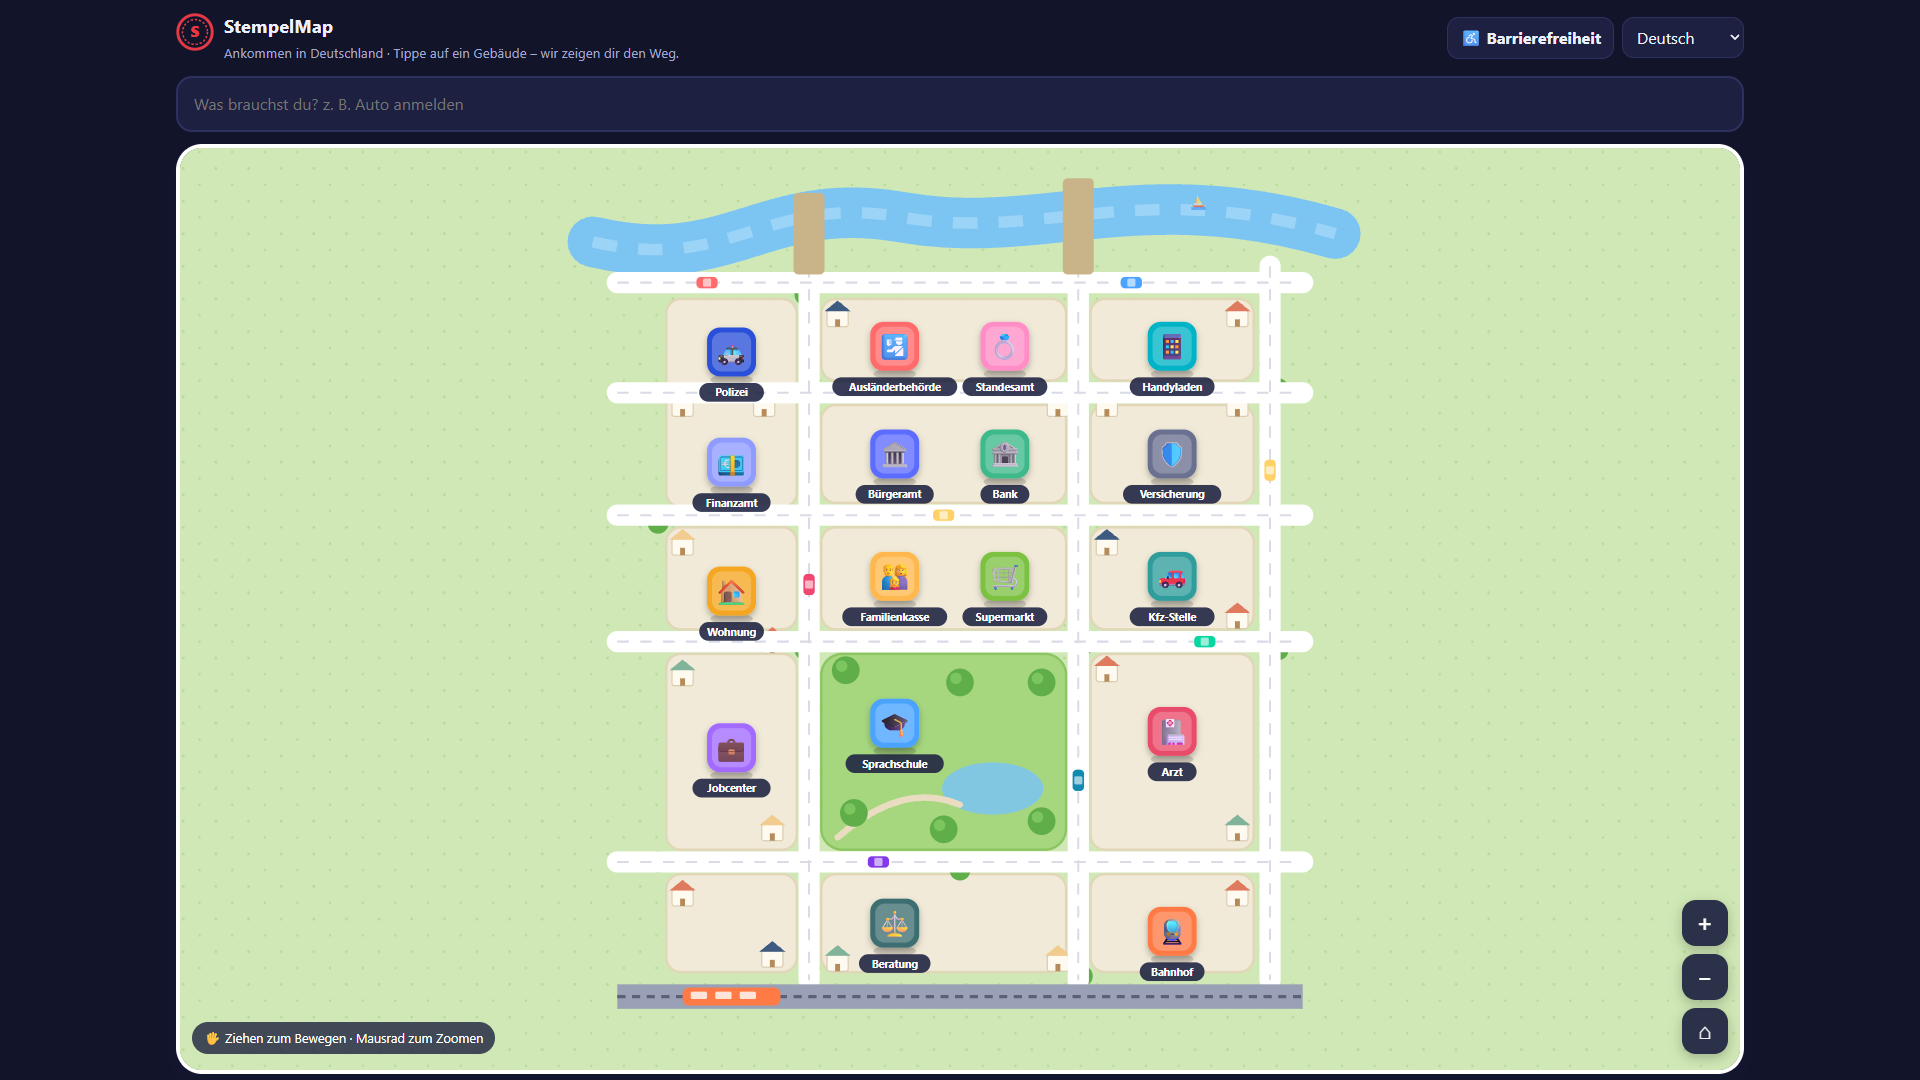 S
StempelMap
Ankommen in Deutschland · Tippe auf ein Gebäude – wir zeigen dir den Weg.
Barrierefreiheit
Deutsch
Was brauchst du? z. B. Auto anmelden
Polizei
Ausländerbehörde
Standesamt
Handyladen
Finanzamt
Bürgeramt
Bank
Versicherung
Wohnung
Familienkasse
Supermarkt
Kfz-Stelle
Jobcenter
Sprachschule
Arzt
Beratung
Bahnhof
+
−
Ziehen zum Bewegen · Mausrad zum Zoomen